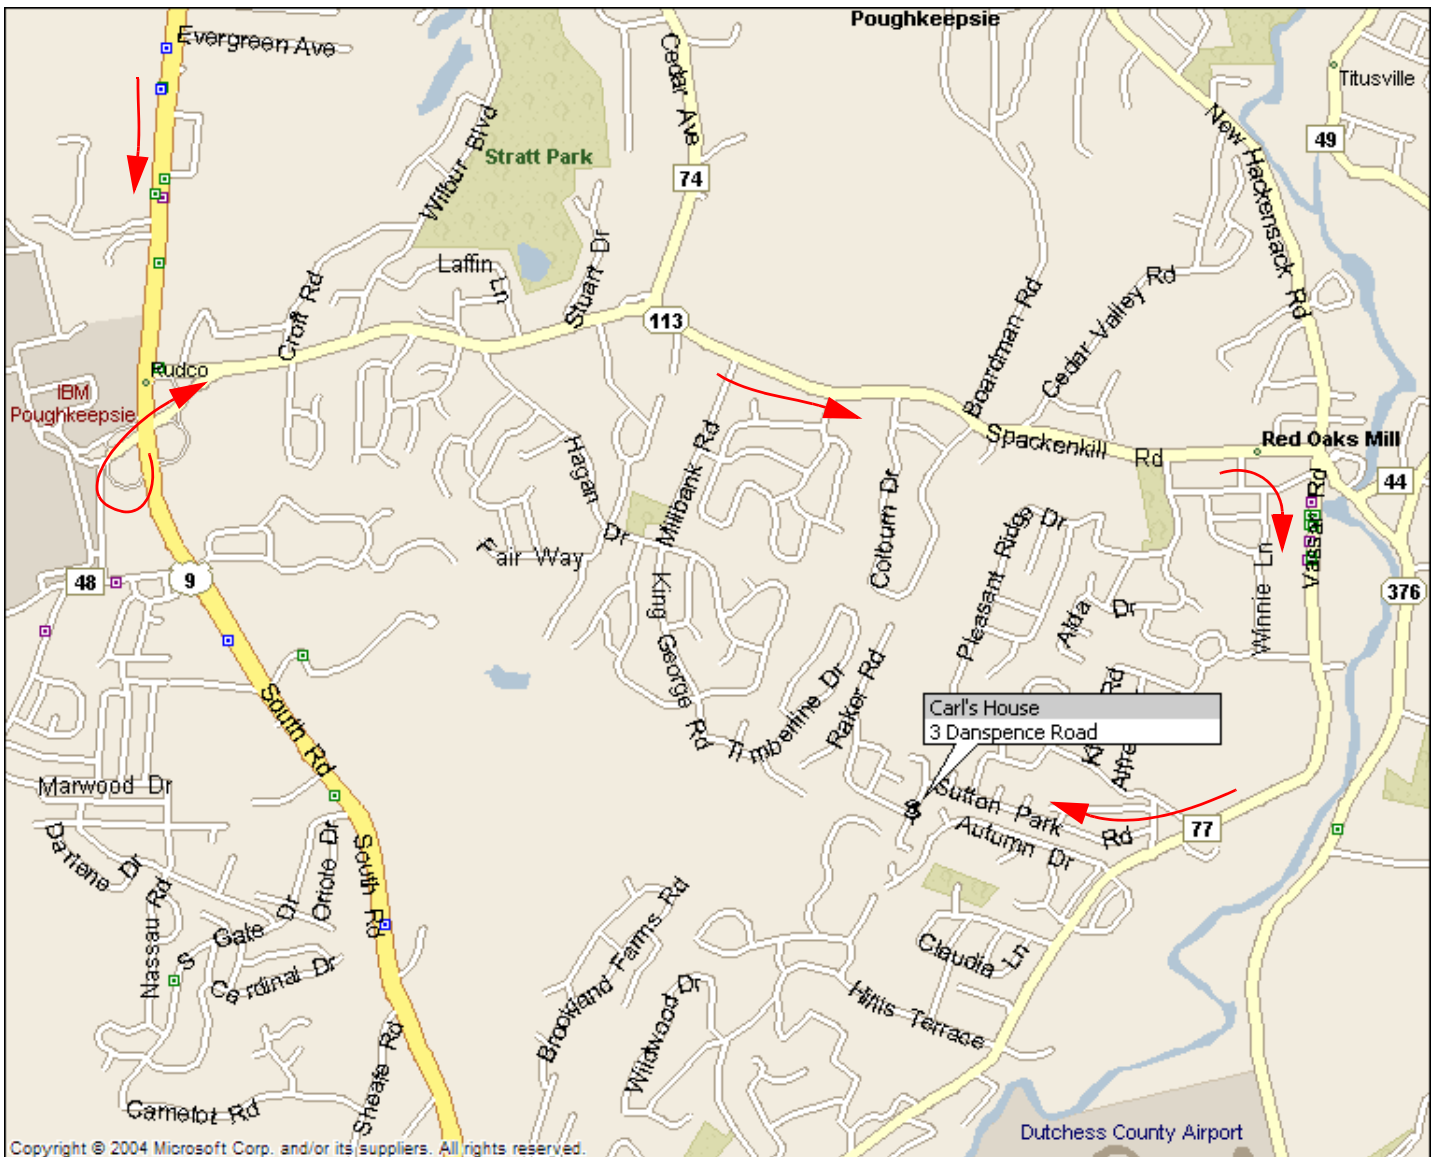 Poughkeepsie
Evergreen Ave
Cedar Ave
Titusville
New Hackensack Rd
49
Wilbur Blvd
Stratt Park
74
Laffin Ln
Stuart Dr
Croft Rd
113
Boardman Rd
Cedar Valley Rd
Rudco
IBM
Poughkeepsie
Hagan Dr
Millbank Rd
Spackenkill Rd
Red Oaks Mill
44
Vassar Rd
Colburn Dr
Pleasant Ridge Dr
Fair Way
48
9
King George Rd
Alda Dr
Winnie Ln
376
South Rd
Timberline Dr
Raker Rd
Rd
Carl's House
3 Danspence Road
Marwood Dr
Sutton Park Rd
Autumn Dr
77
Darlene Dr
Oriole Dr
South Rd
Nassau Rd
S Gate Dr
Cardinal Dr
Brookland Farms Rd
Claudia Ln
Wildwood Dr
Hills Terrace
Sheafe Rd
Camelot Rd
Dutchess County Airport
Copyright © 2004 Microsoft Corp. and/or its suppliers. All rights reserved.